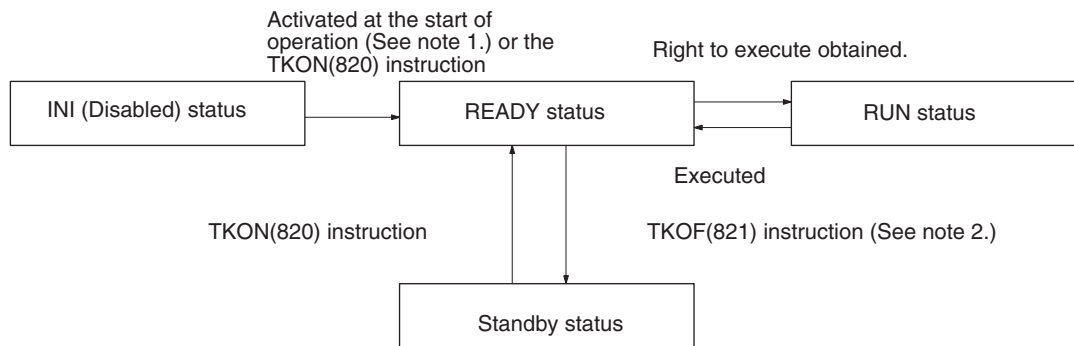 Activated at the start of
operation (See note 1.) or the
TKON(820) instruction
Right to execute obtained.
INI (Disabled) status
READY status
RUN status
Executed
TKON(820) instruction
TKOF(821) instruction (See note 2.)
Standby status